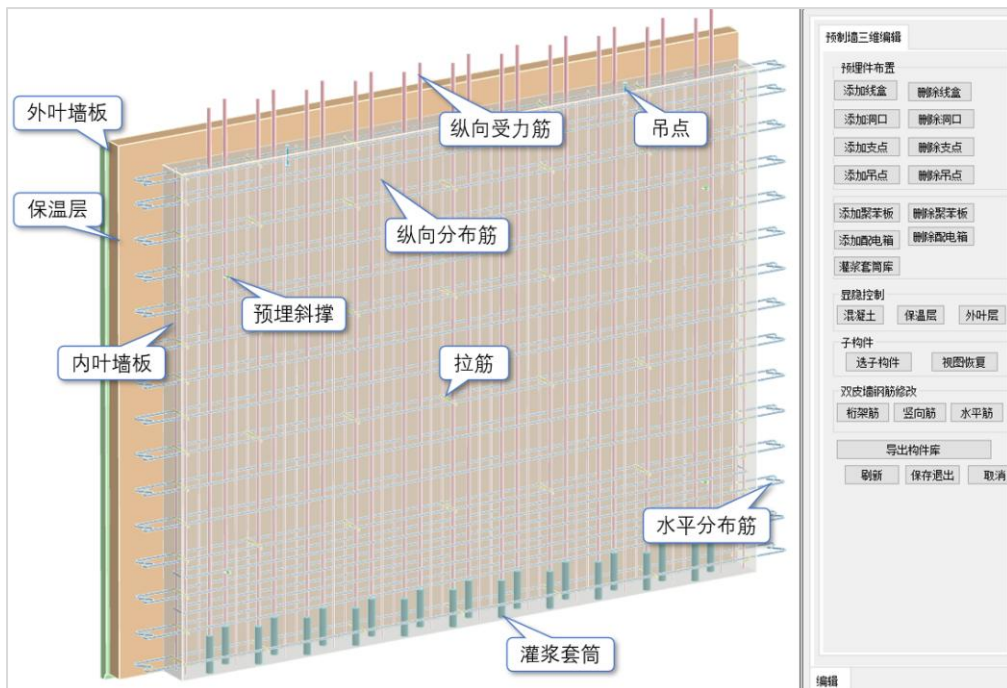 外叶墙板
保温层
内叶墙板
预埋斜撑
纵向受力筋
吊点
纵向分布筋
拉筋
水平分布筋
灌浆套筒
预制墙三维编辑
预埋件布置
添加线盒 删除线盒
添加洞口 删除洞口
添加支点 删除支点
添加吊点 删除吊点
添加聚苯板 删除聚苯板
添加配电箱 删除配电箱
灌浆套筒库
显隐控制
混凝土 保温层 外叶层
子构件
选子构件 视图恢复
双皮墙钢筋修改
桁架筋 竖向筋 水平筋
导出构件库
刷新 保存退出 取消
编辑